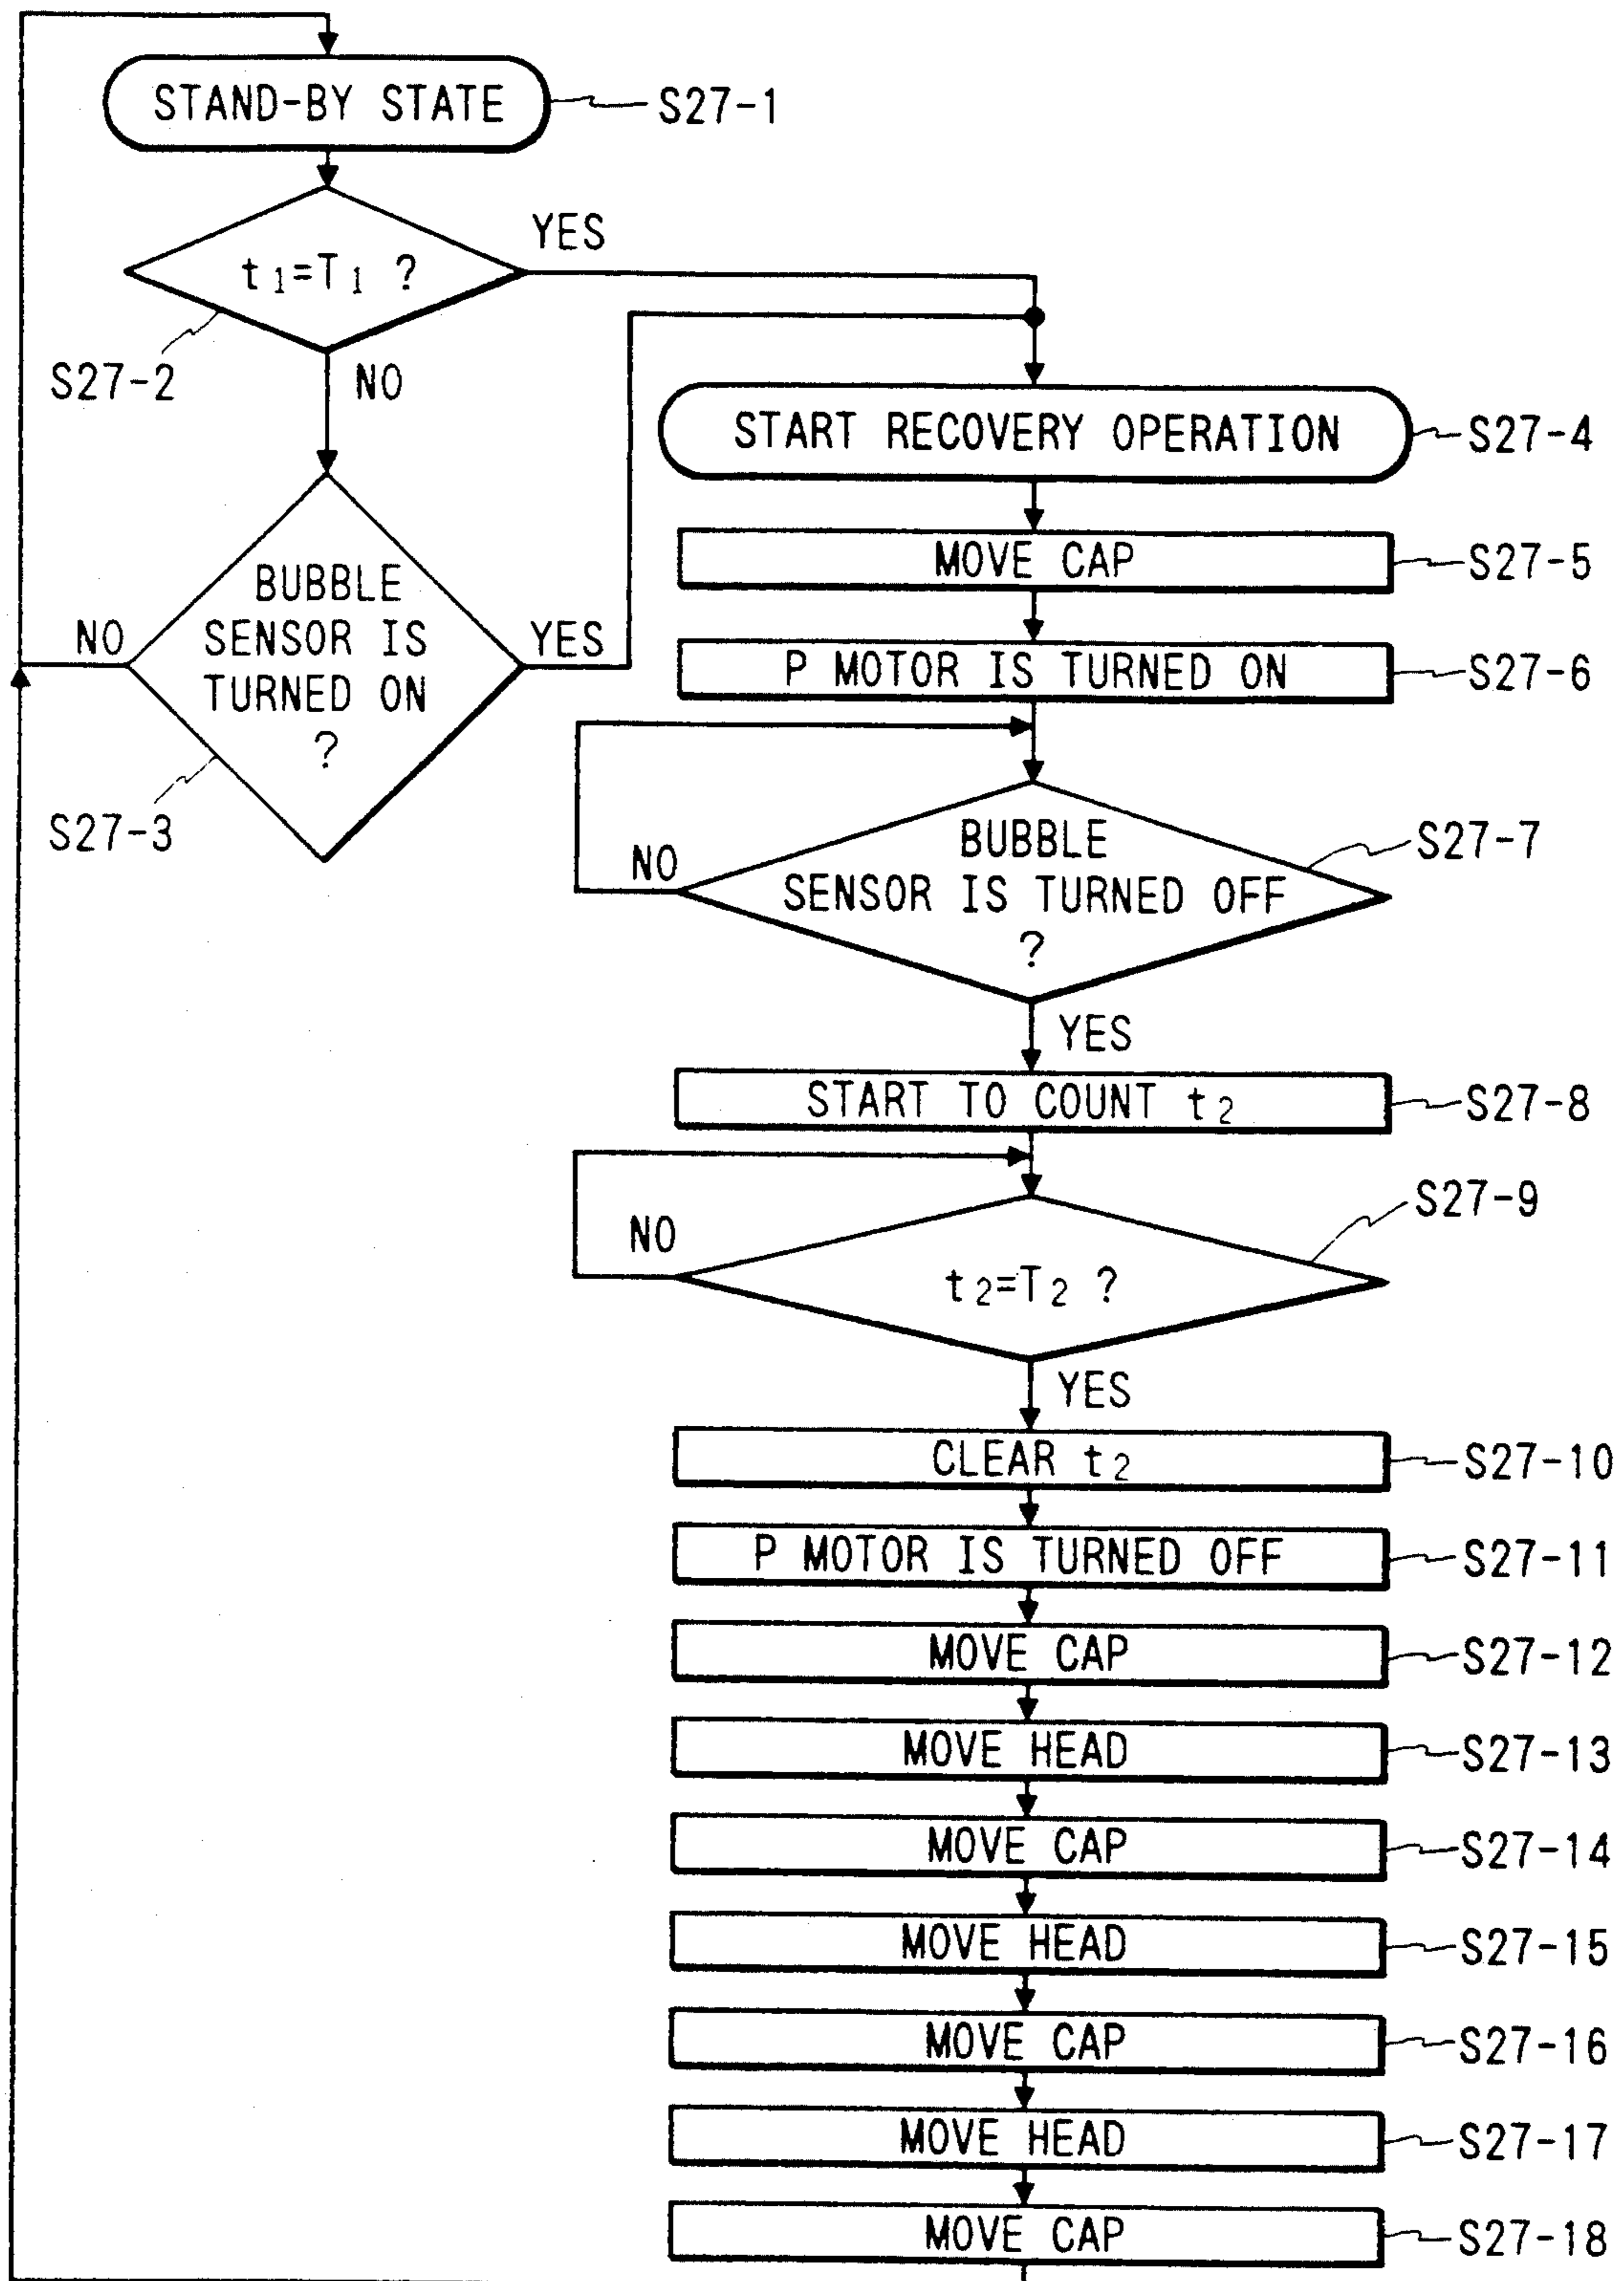 STAND-BY STATE
S27-1
t1=T1 ?
YES
S27-2
NO
BUBBLE
SENSOR IS
TURNED ON
?
NO
YES
S27-3
START RECOVERY OPERATION
S27-4
MOVE CAP
S27-5
P MOTOR IS TURNED ON
S27-6
BUBBLE
SENSOR IS TURNED OFF
?
NO
S27-7
YES
START TO COUNT t2
S27-8
NO
S27-9
t2=T2 ?
YES
CLEAR t2
S27-10
P MOTOR IS TURNED OFF
S27-11
MOVE CAP
S27-12
MOVE HEAD
S27-13
MOVE CAP
S27-14
MOVE HEAD
S27-15
MOVE CAP
S27-16
MOVE HEAD
S27-17
MOVE CAP
S27-18